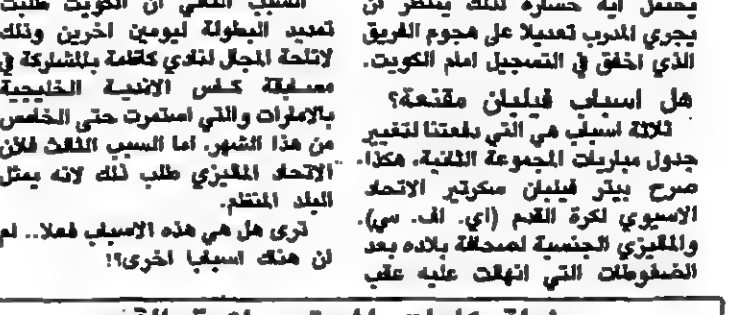 يحتمل اية خسارة لذلك ينتظر ان
يجري المدرب تعديلا على هجوم الفريق
الذي اخفق في التسجيل امام الكويت.
هل اسباب فيلبان مقنعة؟
ثلاثة اسباب هي التي دفعتنا لتغيير
جدول مباريات المجموعة الثانية، هكذا
صرح بيتر فيلبان سكرتير الاتحاد
الاسيوي لكرة القدم (اي. اف. سي).
والماليزي الجنسية لصحافة بلاده بعد
الضغوطات التي انهالت عليه عقب
السبب الثاني ان الكويت طلبت
تمديد البطولة ليومين اخرين وذلك
لاتاحة المجال لنادي كاظمة بالمشاركة في
مسابقة كاس الاندية الخليجية
بالامارات والتي استمرت حتى الخامس
من هذا الشهر. اما السبب الثالث فلان
الاتحاد الماليزي طلب ذلك لانه يمثل
البلد المنظم.
ترى هل هي هذه الاسباب فعلا.. ام
ان هناك اسبابا اخرى؟!